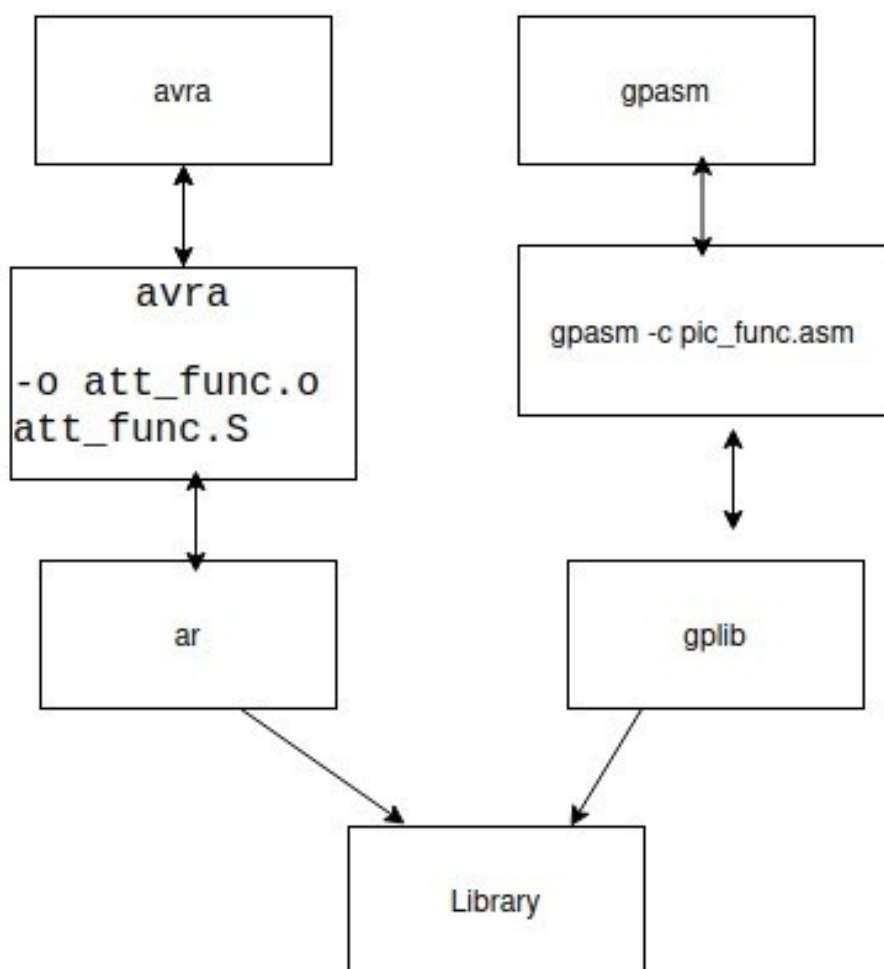 avra
gpasm
avra
-o att_func.o
att_func.S
gpasm -c pic_func.asm
ar
gplib
Library